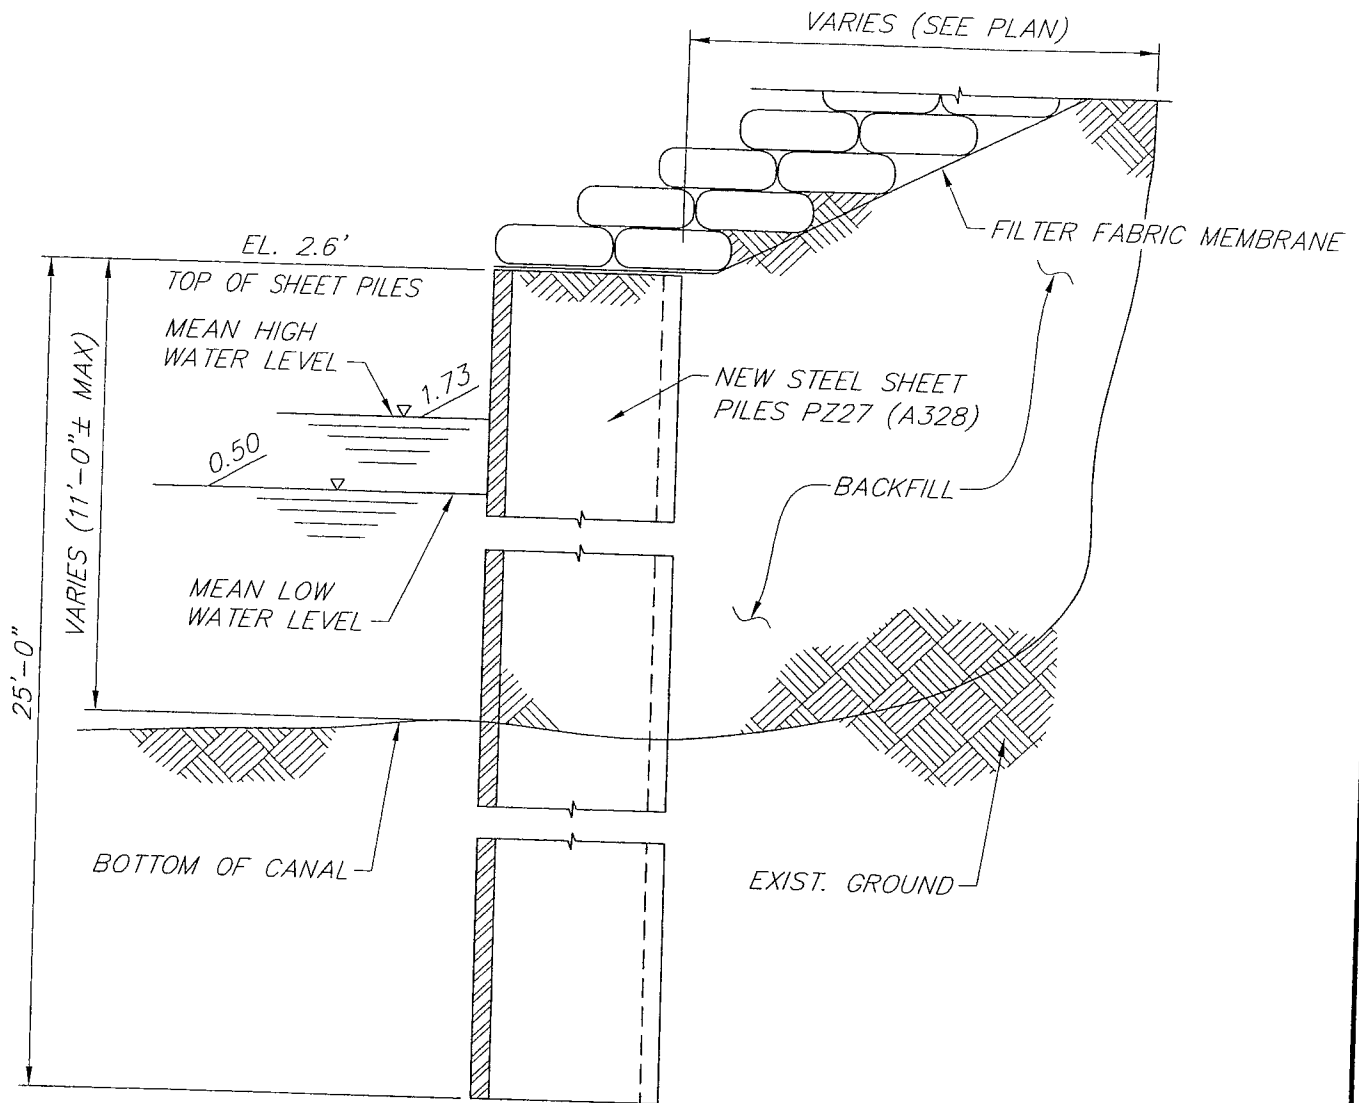 VARIES (SEE PLAN)
FILTER FABRIC MEMBRANE
EL. 2.6'
TOP OF SHEET PILES
MEAN HIGH
WATER LEVEL
1.73
0.50
NEW STEEL SHEET
PILES PZ27 (A328)
BACKFILL
VARIES (11'-0"± MAX)
25'-0"
MEAN LOW
WATER LEVEL
BOTTOM OF CANAL
EXIST. GROUND